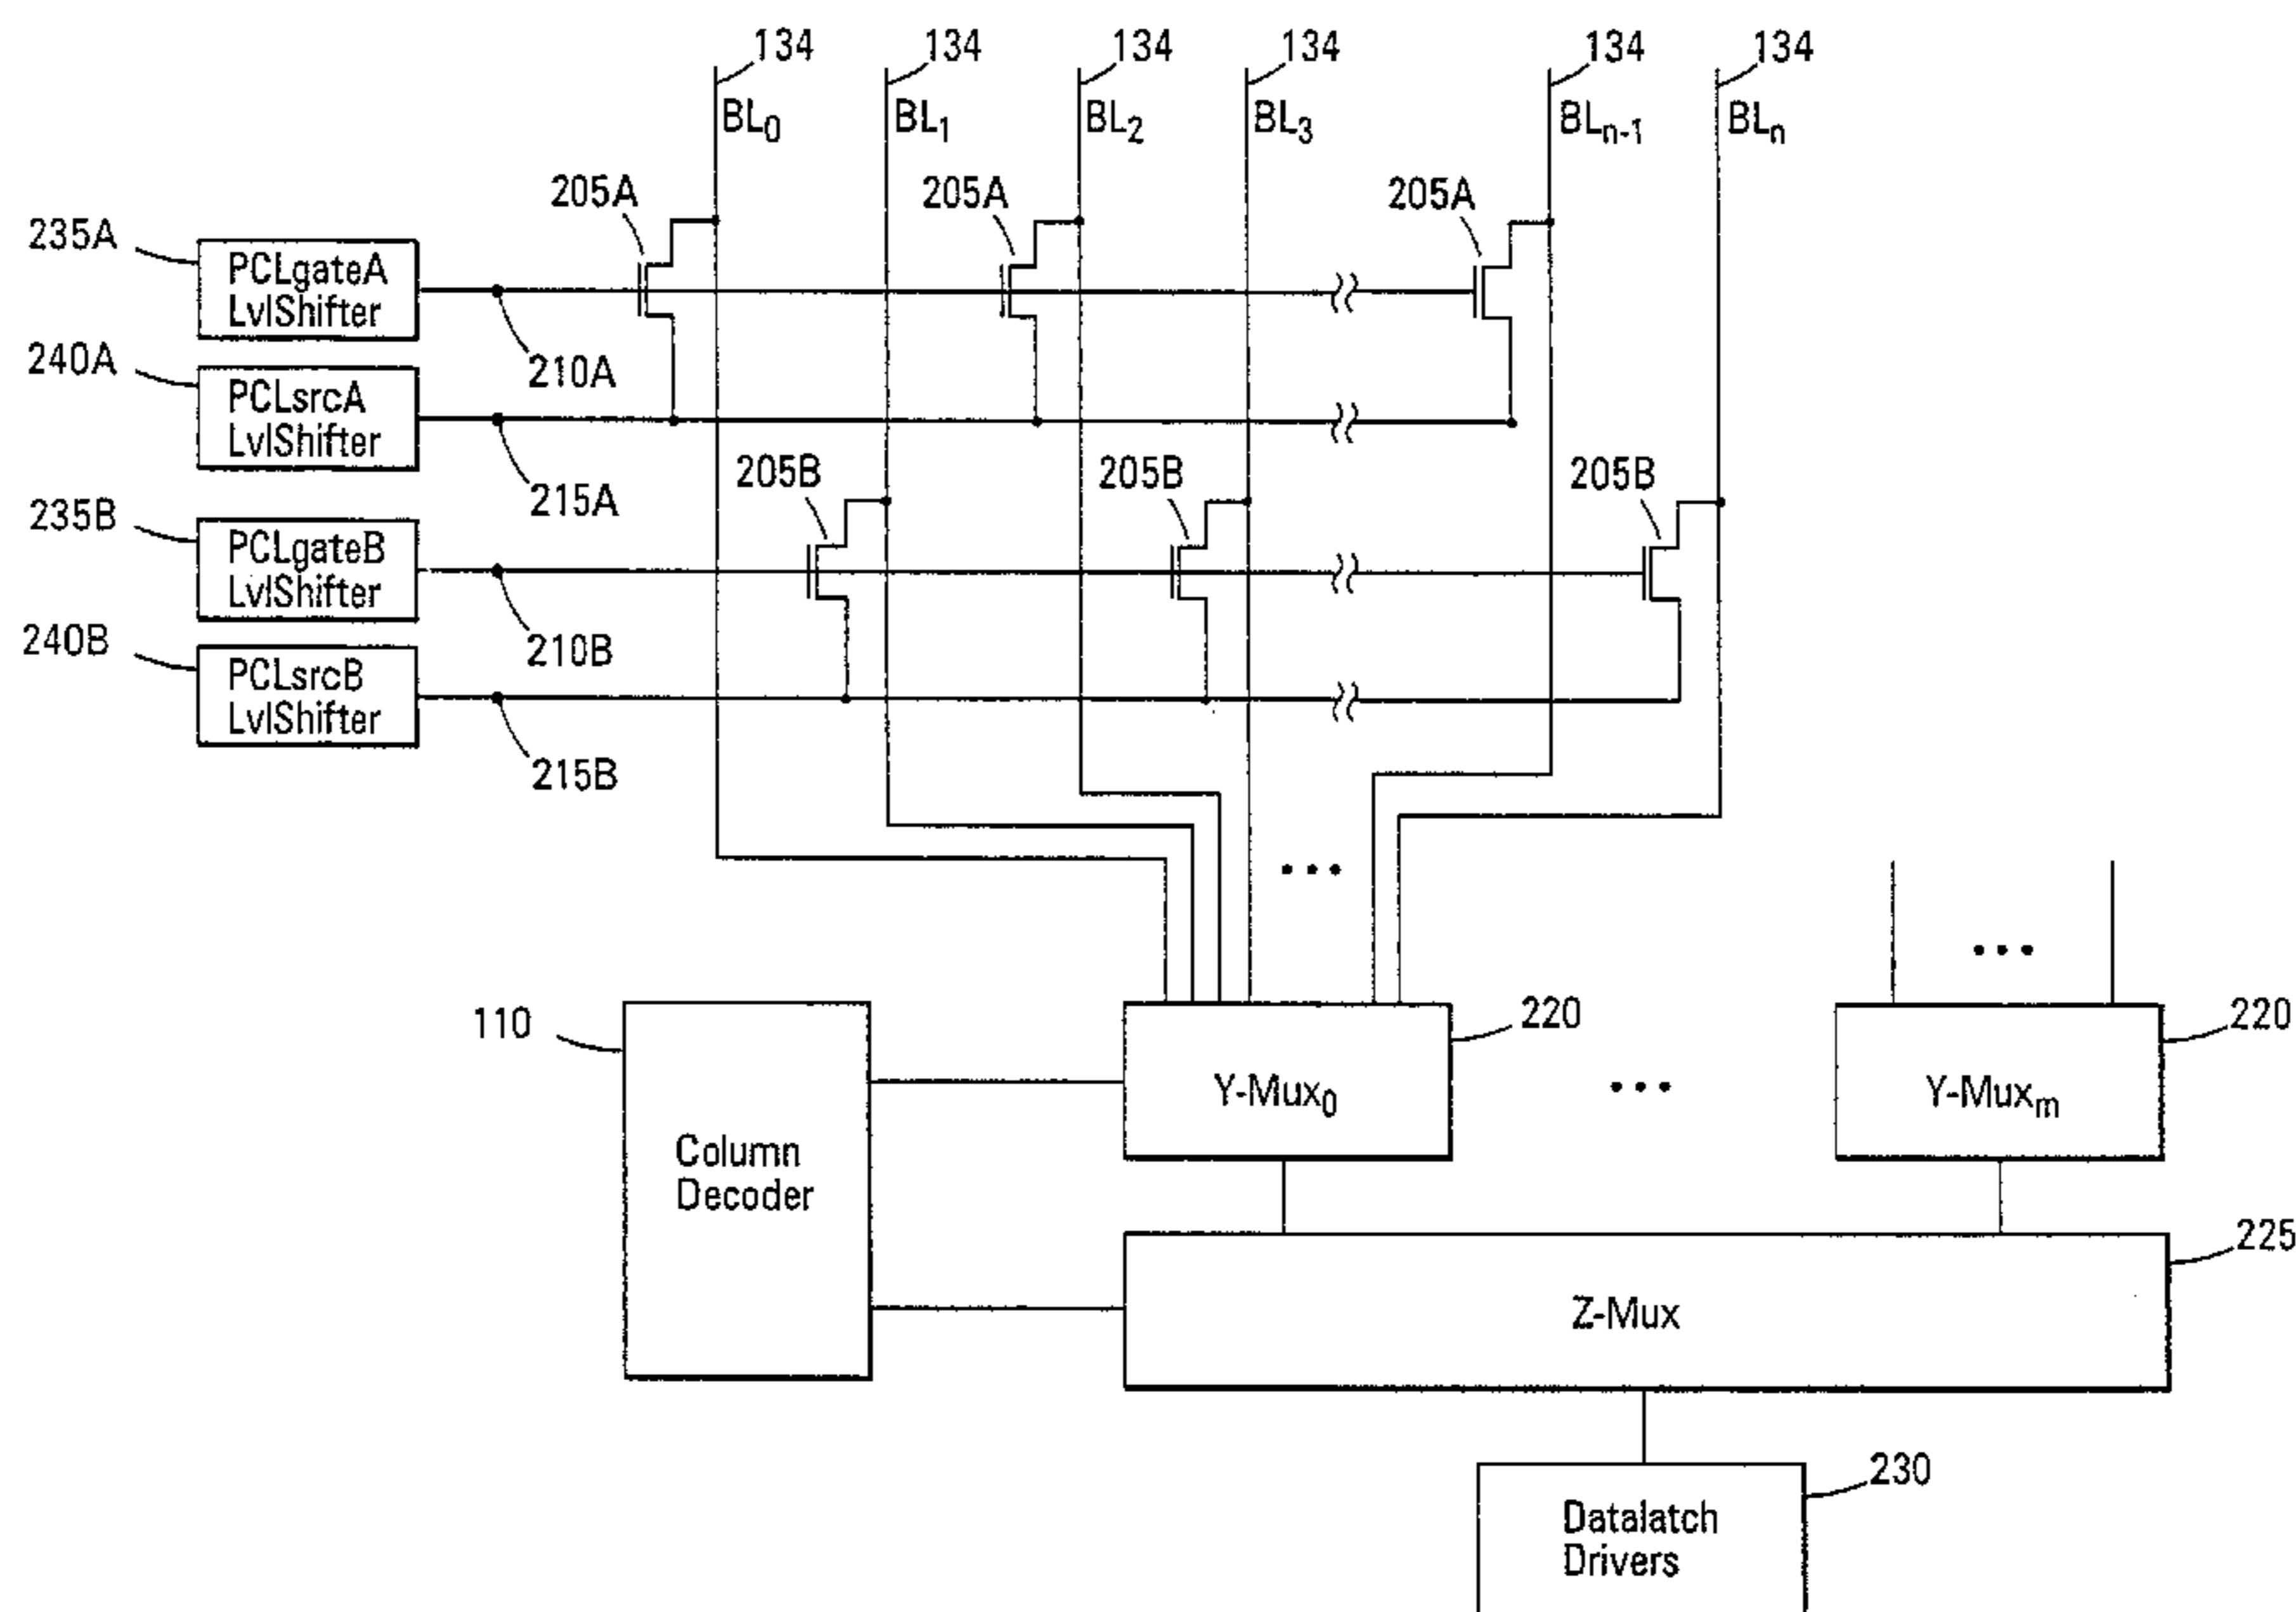 134 134 134 134 134 134
BL0 BL1 BL2 BL3 BLn-1 BLn
205A 205A 205A
235A
PCLgateA
LvlShifter
210A
240A
PCLsrcA
LvlShifter
215A
205B 205B 205B
235B
PCLgateB
LvlShifter
210B
240B
PCLsrcB
LvlShifter
215B
110
Column
Decoder
220
Y-Mux0
220
Y-Muxm
225
Z-Mux
230
Datalatch
Drivers